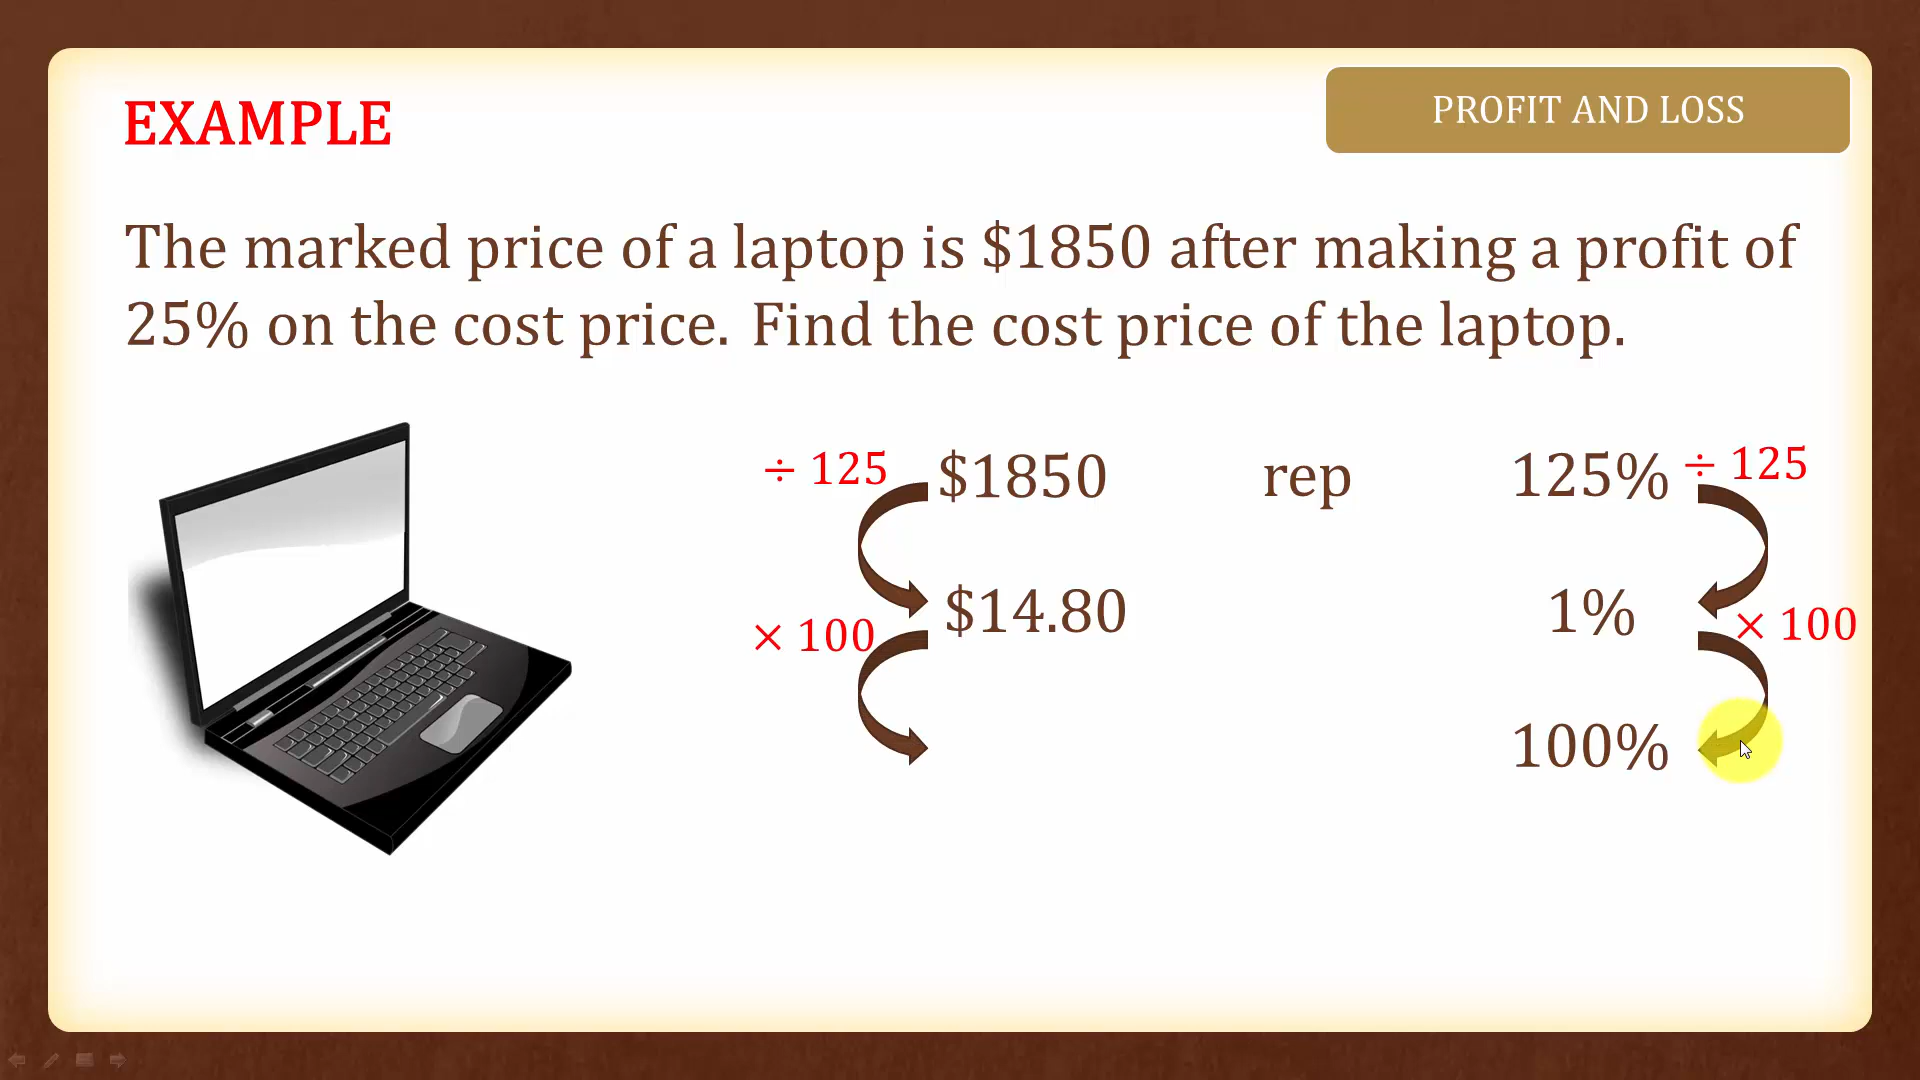 EXAMPLE
PROFIT AND LOSS
The marked price of a laptop is $1850 after making a profit of
25% on the cost price. Find the cost price of the laptop.
÷ 125 $1850 rep 125% ÷ 125
$14.80 1%
× 100 × 100
100%